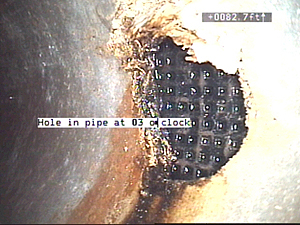 +0082.7ft↑
Hole in pipe at 03 o'clock